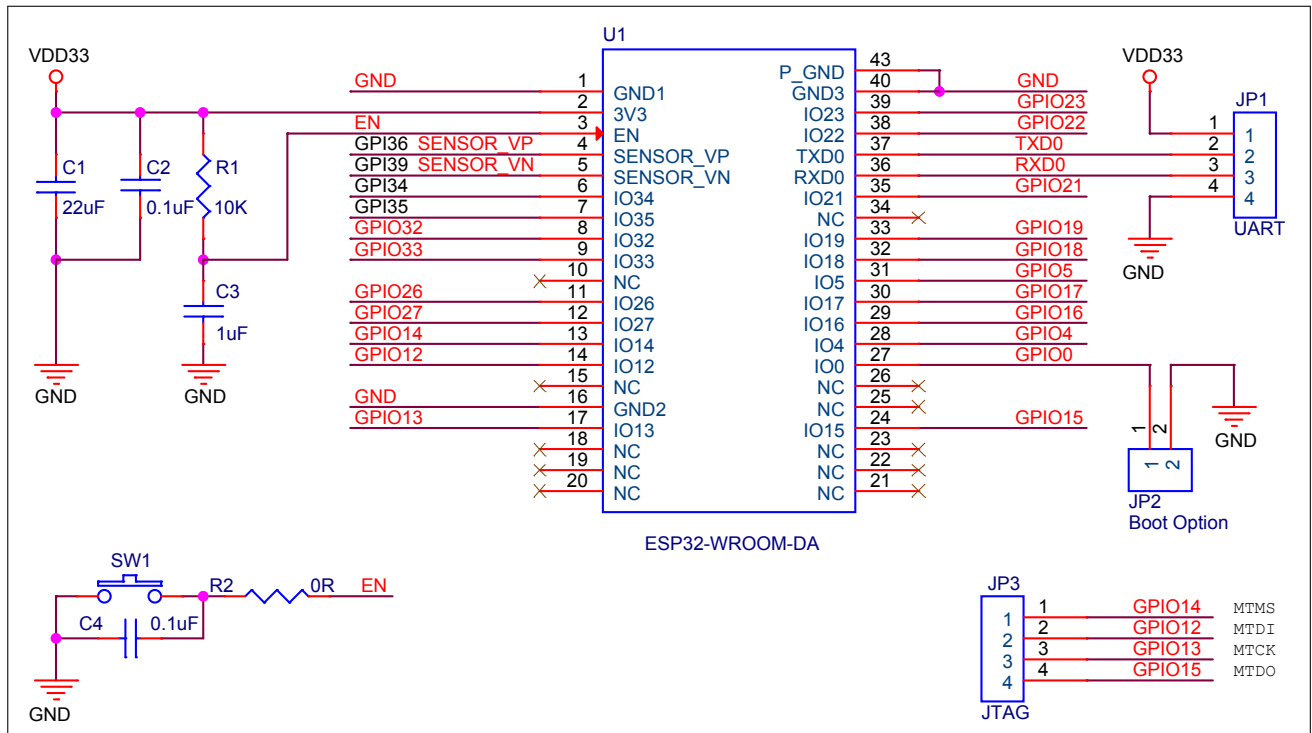 U1
VDD33
VDD33
GND 1 GND1
2 3V3
EN 3 EN
GPI36 SENSOR_VP 4 SENSOR_VP
GPI39 SENSOR_VN 5 SENSOR_VN
GPI34 6 IO34
GPI35 7 IO35
GPIO32 8 IO32
GPIO33 9 IO33
10 NC
GPIO26 11 IO26
GPIO27 12 IO27
GPIO14 13 IO14
GPIO12 14 IO12
15 NC
GND 16 GND2
GPIO13 17 IO13
18 NC
19 NC
20 NC
P_GND 43
GND3 40 GND
IO23 39 GPIO23
IO22 38 GPIO22
TXD0 37 TXD0
RXD0 36 RXD0
IO21 35 GPIO21
NC 34
IO19 33 GPIO19
IO18 32 GPIO18
IO5 31 GPIO5
IO17 30 GPIO17
IO16 29 GPIO16
IO4 28 GPIO4
IO0 27 GPIO0
NC 26
NC 25
IO15 24 GPIO15
NC 23
NC 22
NC 21
ESP32-WROOM-DA
C1
22uF
C2
0.1uF
R1
10K
C3
1uF
GND
GND
JP1
1 1
2 2
3 3
4 4
UART
GND
1 2
1 2
JP2
Boot Option
GND
SW1
R2 0R EN
C4 0.1uF
GND
JP3
1 1 GPIO14 MTMS
2 2 GPIO12 MTDI
3 3 GPIO13 MTCK
4 4 GPIO15 MTDO
JTAG